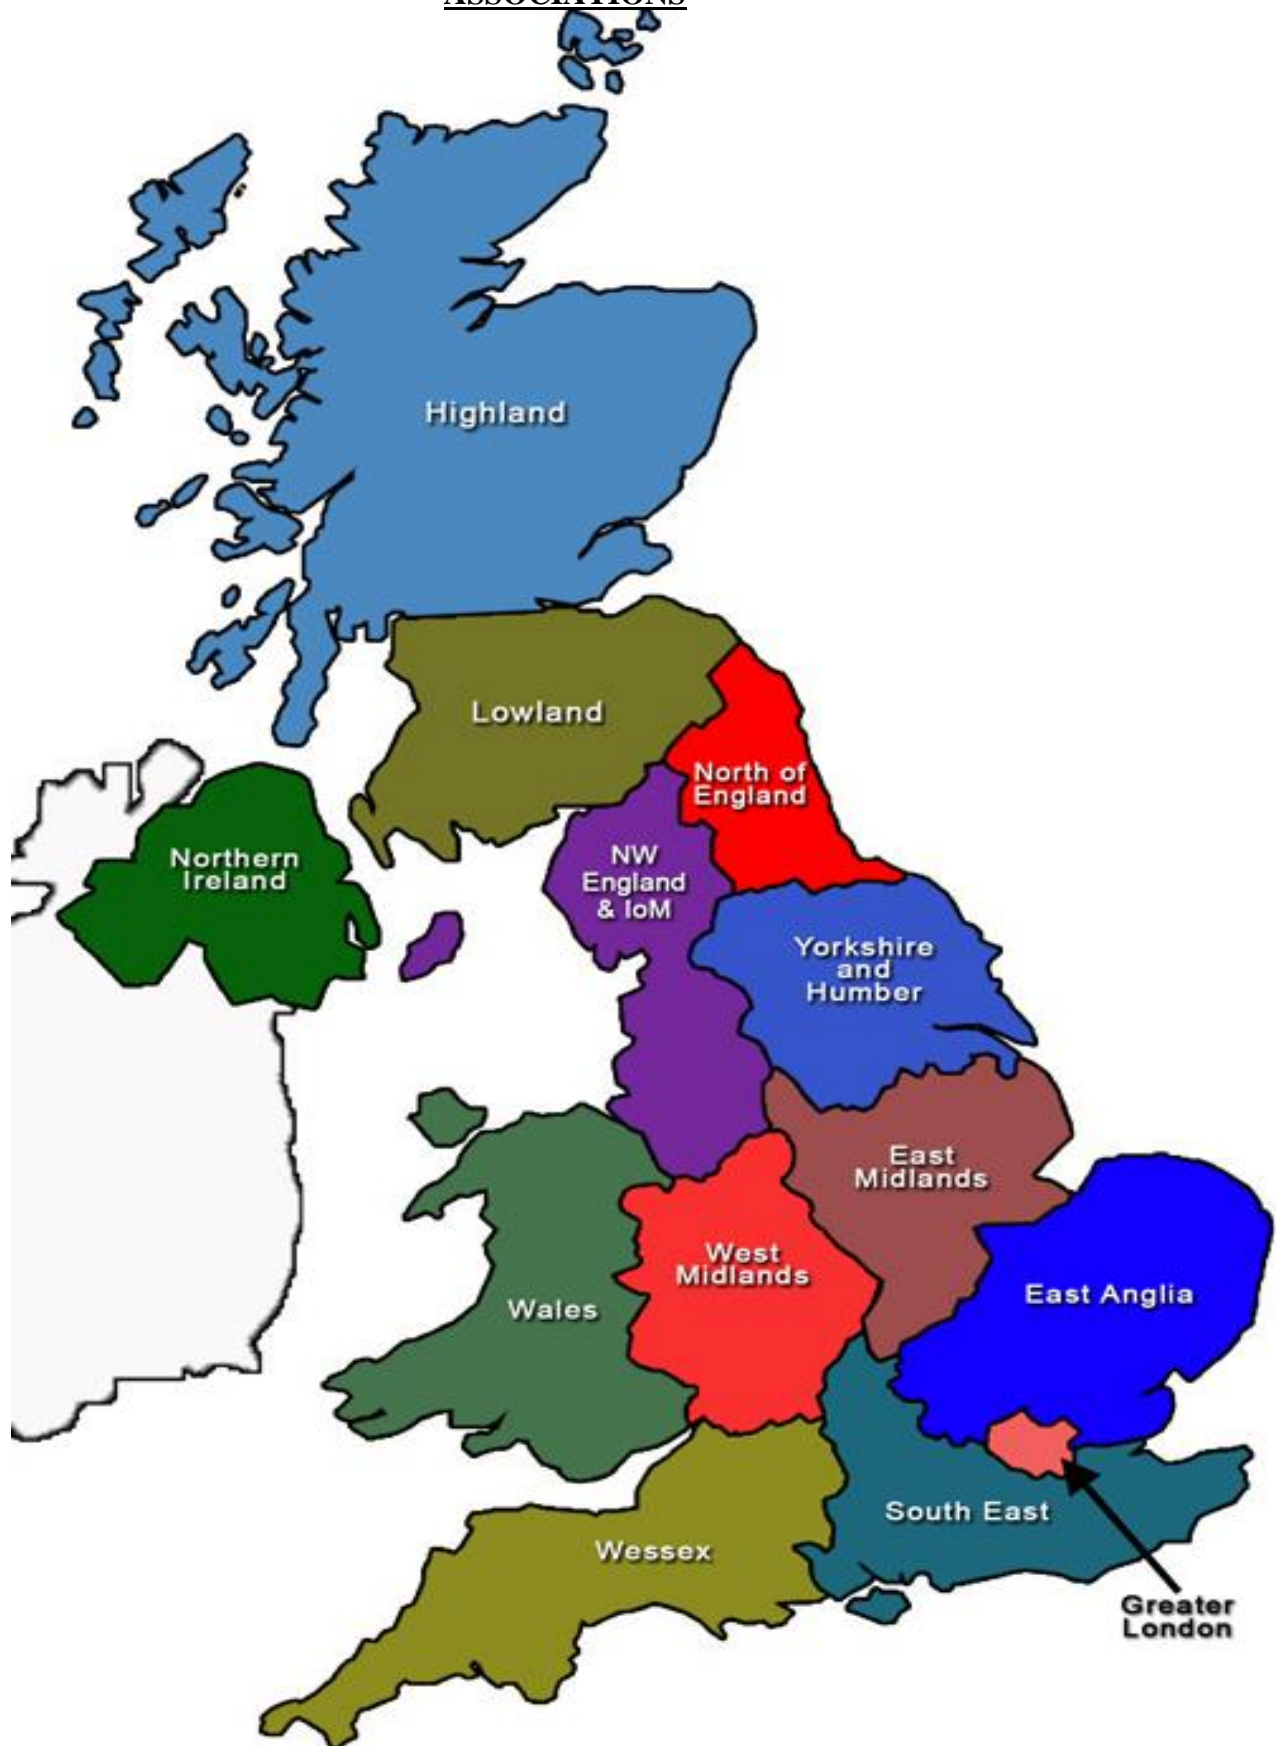 ASSOCIATIONS
Highland
Lowland
North of
England
NW
England
& IoM
Northern
Ireland
Yorkshire
and
Humber
East
Midlands
West
Midlands
East Anglia
Wales
South East
Wessex
Greater
London